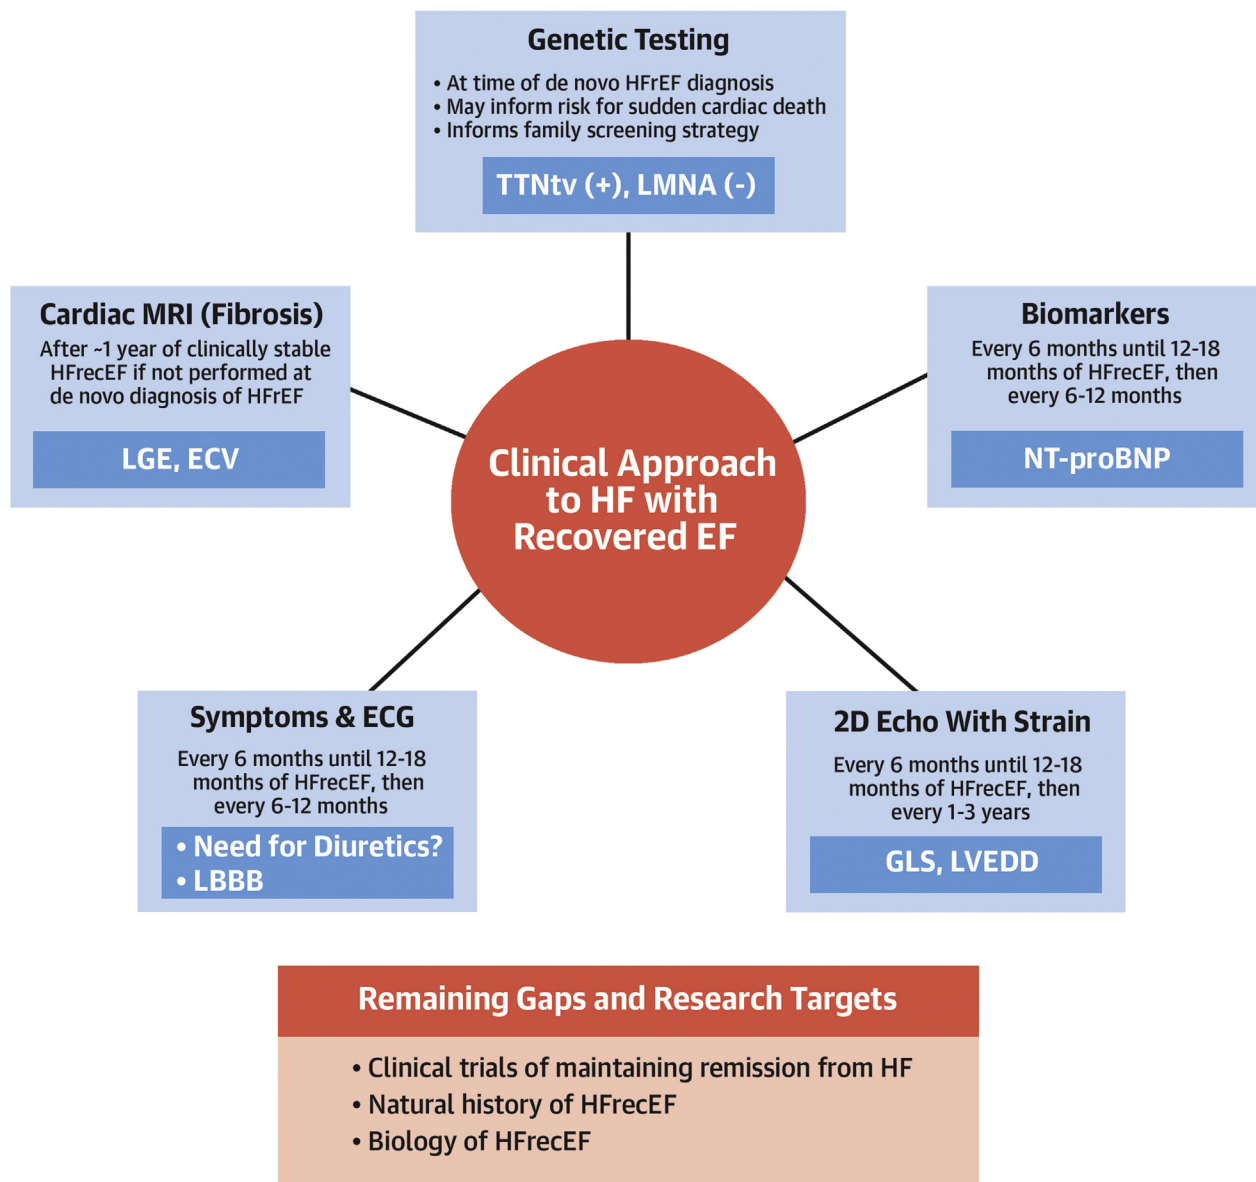 Genetic Testing
• At time of de novo HFrEF diagnosis
• May inform risk for sudden cardiac death
• Informs family screening strategy
TTNtv (+), LMNA (-)
Cardiac MRI (Fibrosis)
After ~1 year of clinically stable
HFrecEF if not performed at
de novo diagnosis of HFrEF
LGE, ECV
Biomarkers
Every 6 months until 12-18
months of HFrecEF, then
every 6-12 months
NT-proBNP
Clinical Approach
to HF with
Recovered EF
Symptoms & ECG
Every 6 months until 12-18
months of HFrecEF, then
every 6-12 months
• Need for Diuretics?
• LBBB
2D Echo With Strain
Every 6 months until 12-18
months of HFrecEF, then
every 1-3 years
GLS, LVEDD
Remaining Gaps and Research Targets
• Clinical trials of maintaining remission from HF
• Natural history of HFrecEF
• Biology of HFrecEF